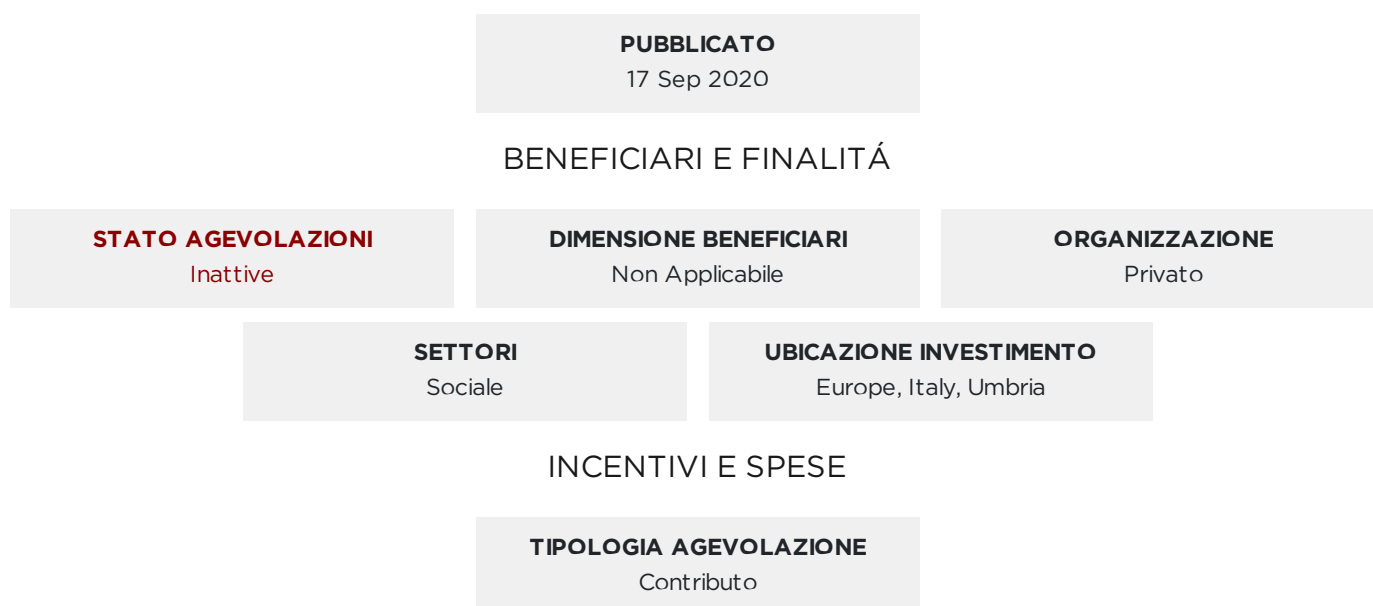 PUBBLICATO
17 Sep 2020
BENEFICIARI E FINALITÁ
STATO AGEVOLAZIONI
Inattive
DIMENSIONE BENEFICIARI
Non Applicabile
ORGANIZZAZIONE
Privato
SETTORI
Sociale
UBICAZIONE INVESTIMENTO
Europe, Italy, Umbria
INCENTIVI E SPESE
TIPOLOGIA AGEVOLAZIONE
Contributo